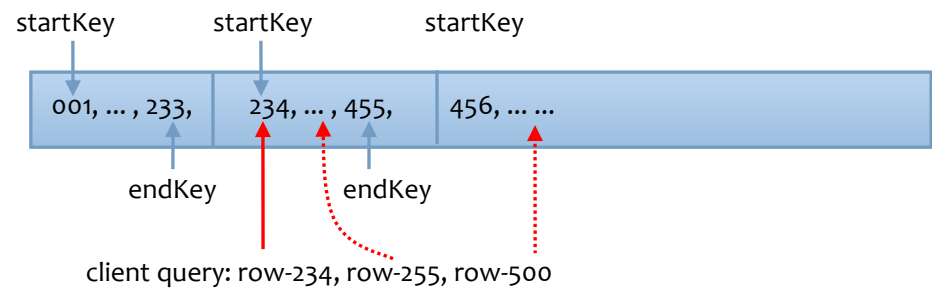 startKey startKey startKey
001, ... , 233, 234, ... , 455, 456, ... ...
endKey endKey
client query: row-234, row-255, row-500